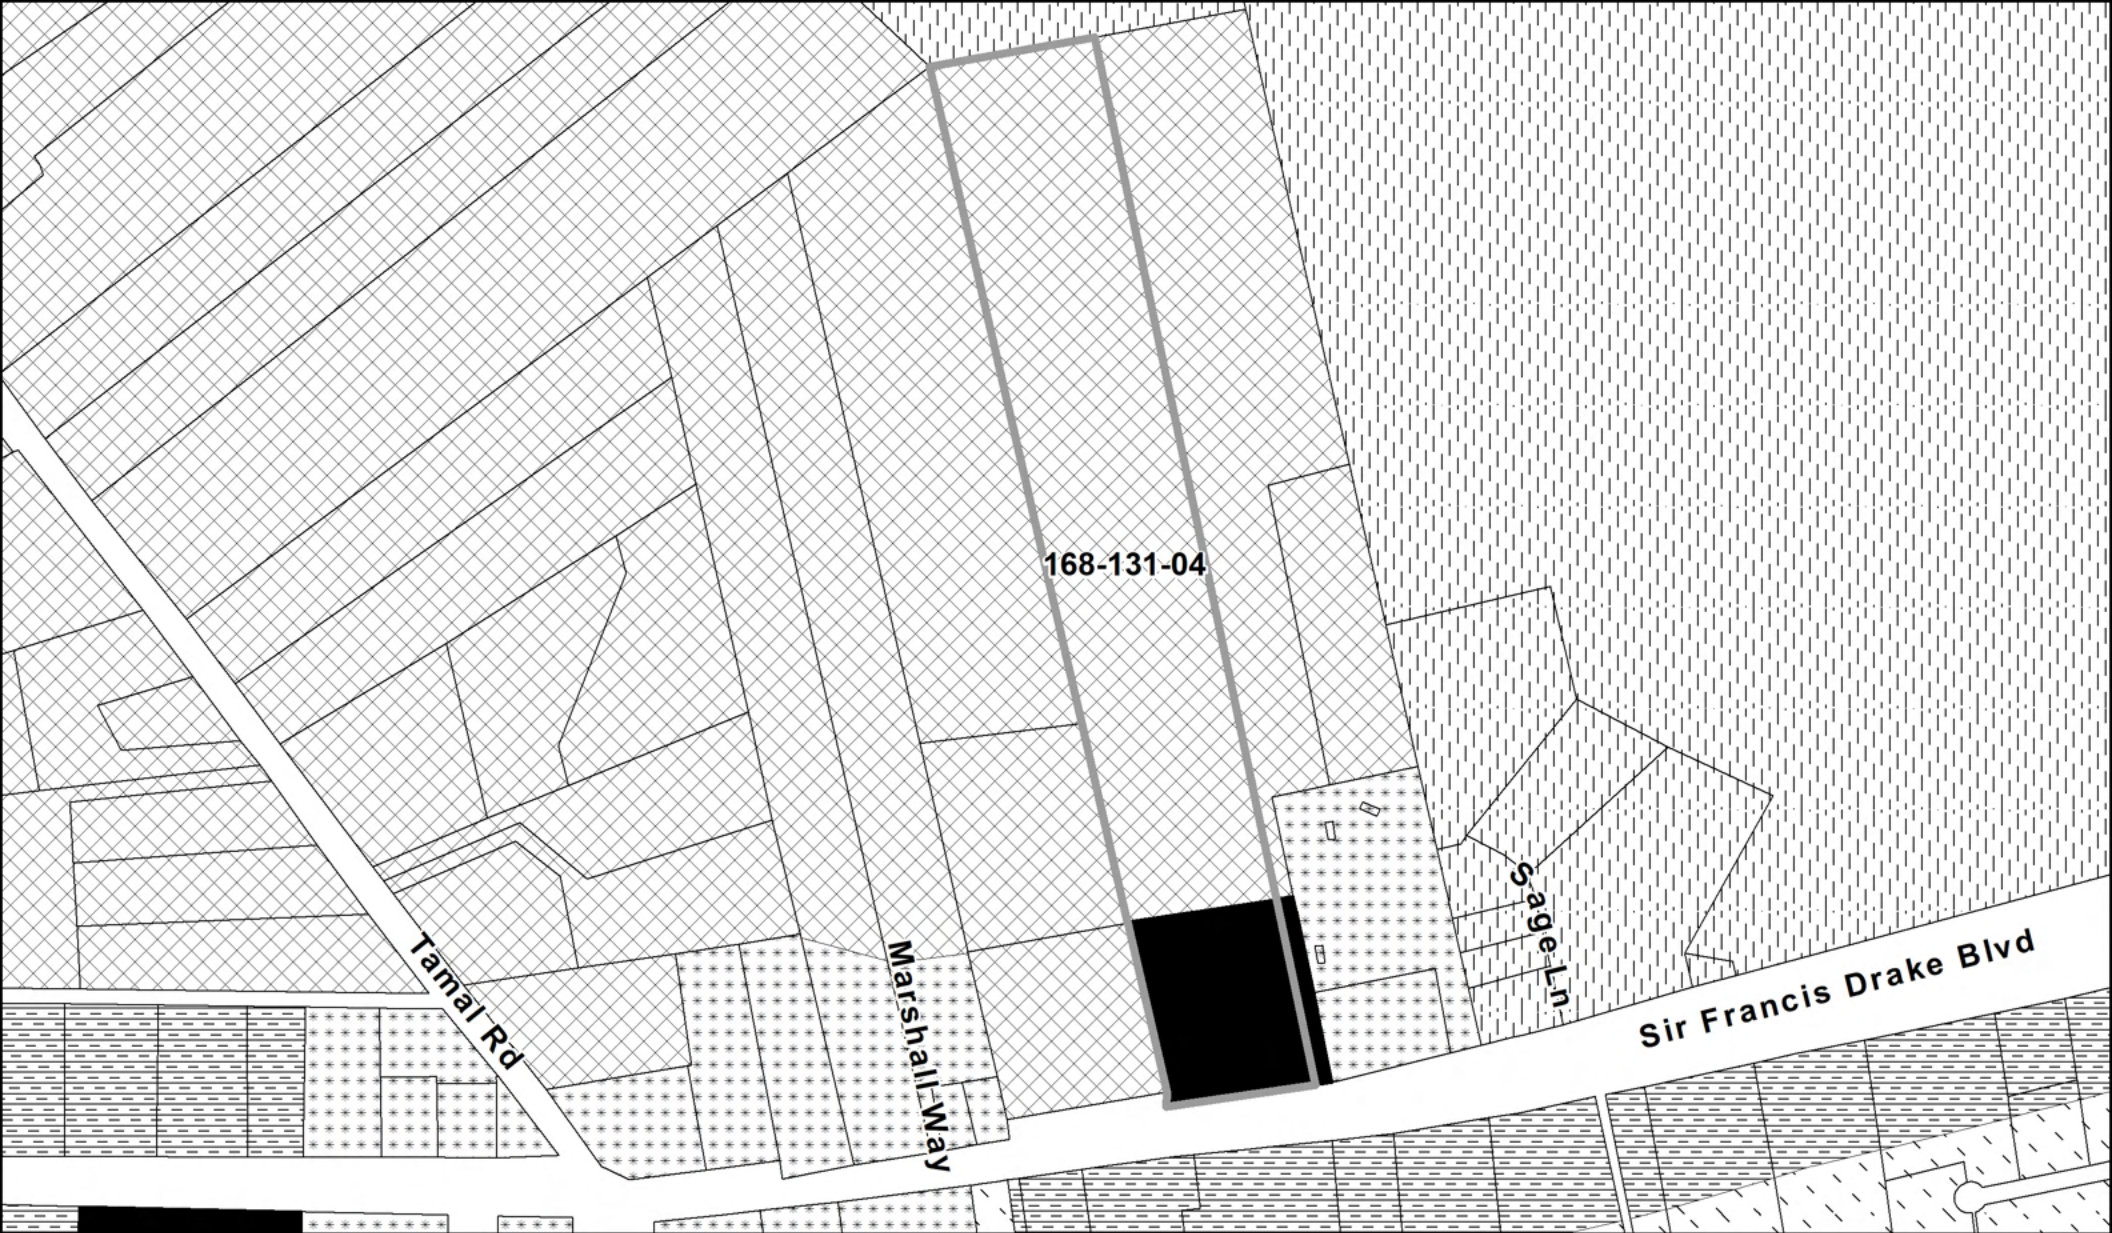 168-131-04
Sage Ln
Tamal Rd
Marshall Way
Sir Francis Drake Blvd